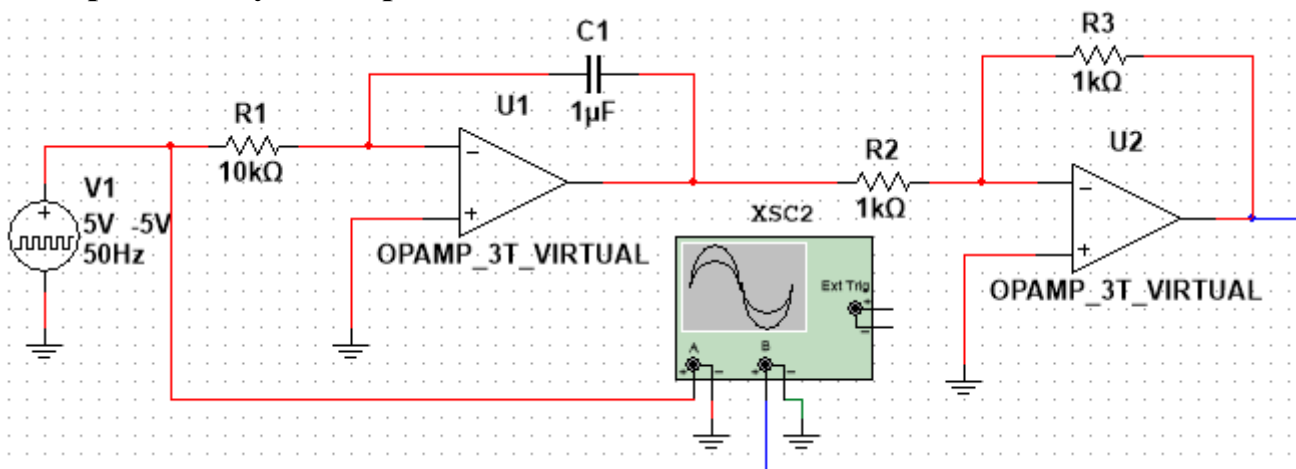 C1
1µF
R1
10kΩ
U1
V1
5V -5V
50Hz
OPAMP_3T_VIRTUAL
R3
1kΩ
R2
1kΩ
U2
OPAMP_3T_VIRTUAL
XSC2
Ext Trig
A
B